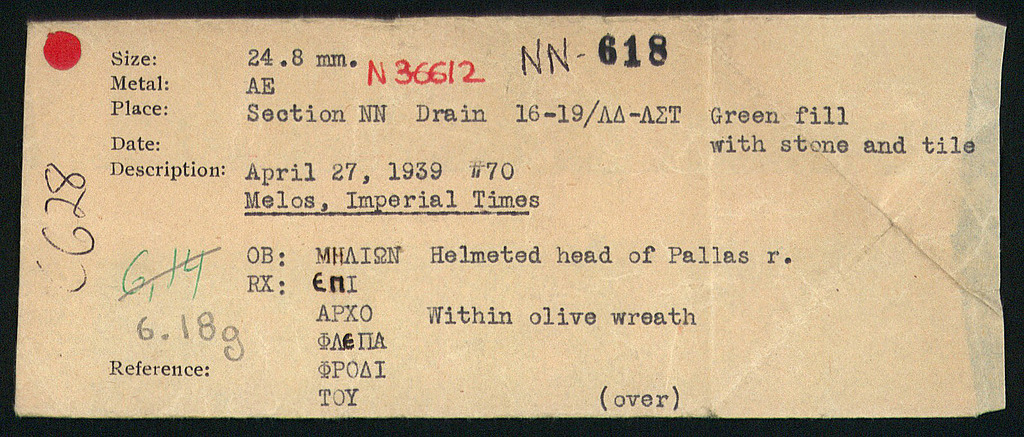 Size: 24.8 mm. N36612 NN-618
Metal: AE
Place: Section NN Drain 16-19/ΛΔ-ΛΣΤ Green fill
with stone and tile
Date:
Description: April 27, 1939 #70
Melos, Imperial Times
OB: ΜΗΛΙΩΝ Helmeted head of Pallas r.
RX: ЄΠΙ
ΑΡΧΟ Within olive wreath
ΦΛЄΠΑ
Reference: ΦΡΟΔΙ
ΤΟΥ (over)
6.14
6.18g